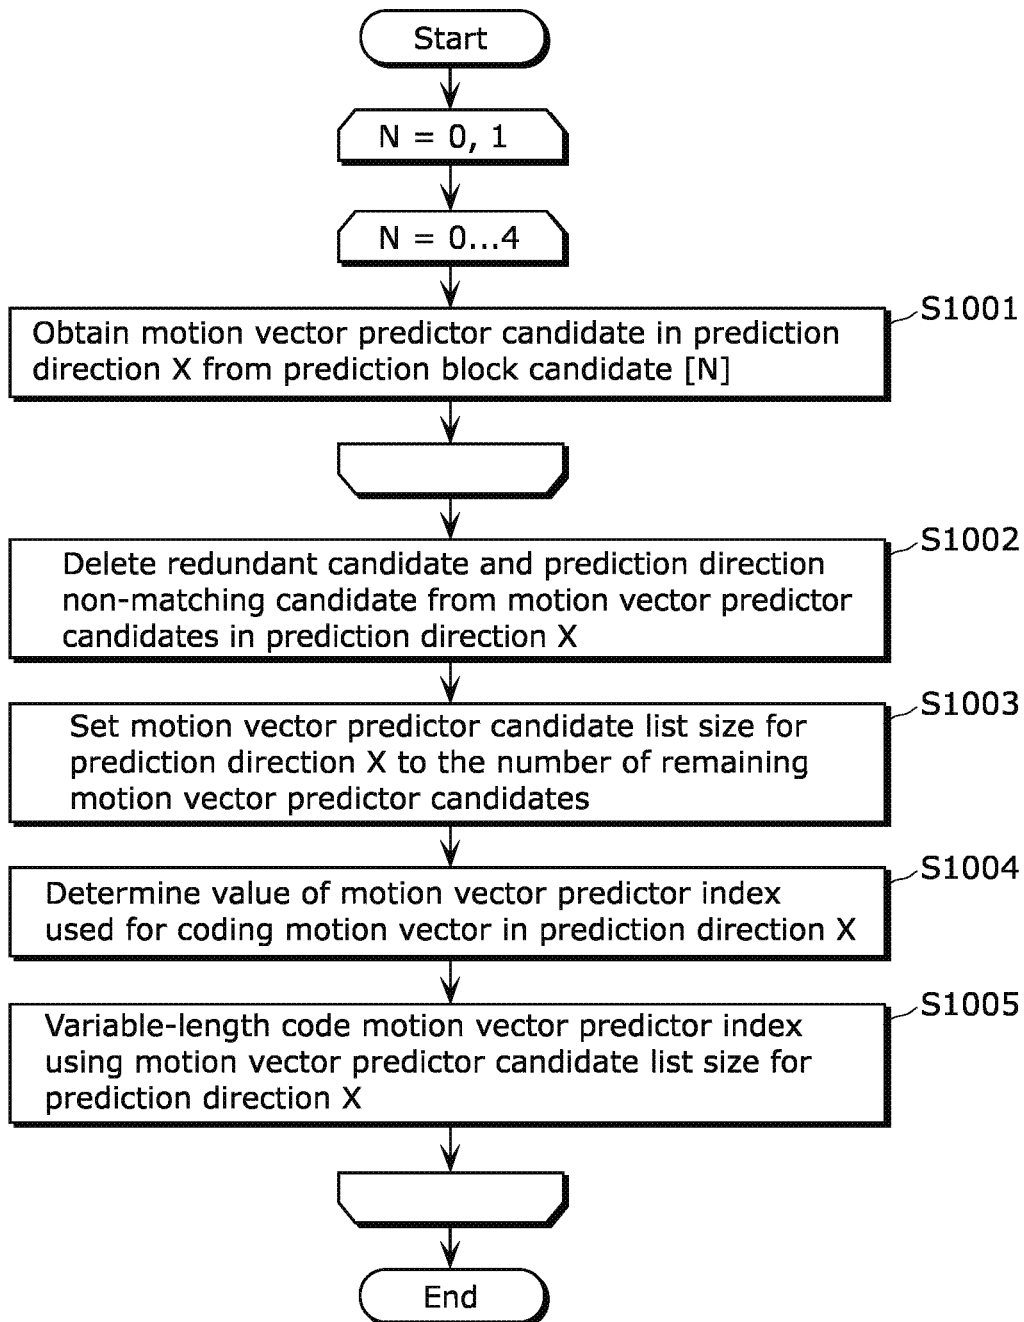 Start
N = 0, 1
N = 0...4
S1001
Obtain motion vector predictor candidate in prediction
direction X from prediction block candidate [N]
S1002
Delete redundant candidate and prediction direction
non-matching candidate from motion vector predictor
candidates in prediction direction X
S1003
Set motion vector predictor candidate list size for
prediction direction X to the number of remaining
motion vector predictor candidates
S1004
Determine value of motion vector predictor index
used for coding motion vector in prediction direction X
S1005
Variable-length code motion vector predictor index
using motion vector predictor candidate list size for
prediction direction X
End